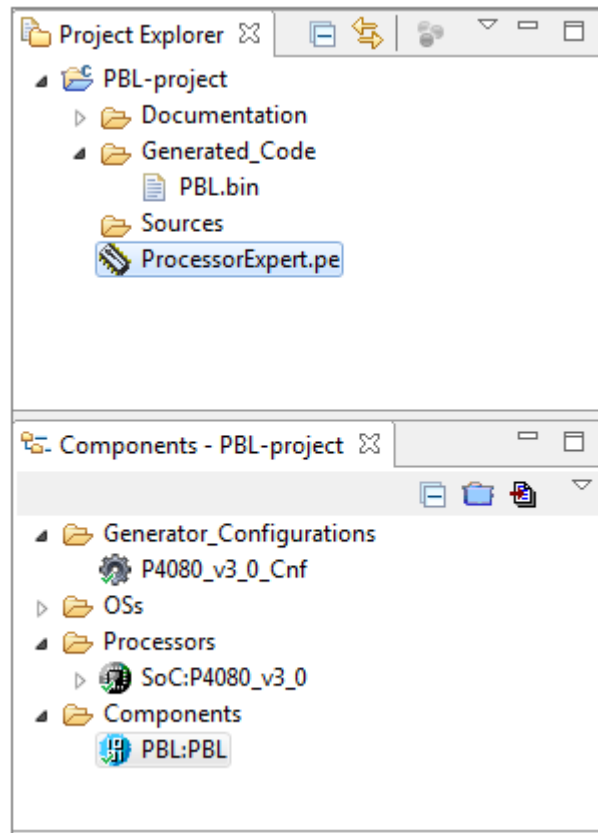 Project Explorer
PBL-project
Documentation
Generated_Code
PBL.bin
Sources
ProcessorExpert.pe
Components - PBL-project
Generator_Configurations
P4080_v3_0_Cnf
OSs
Processors
SoC:P4080_v3_0
Components
PBL:PBL